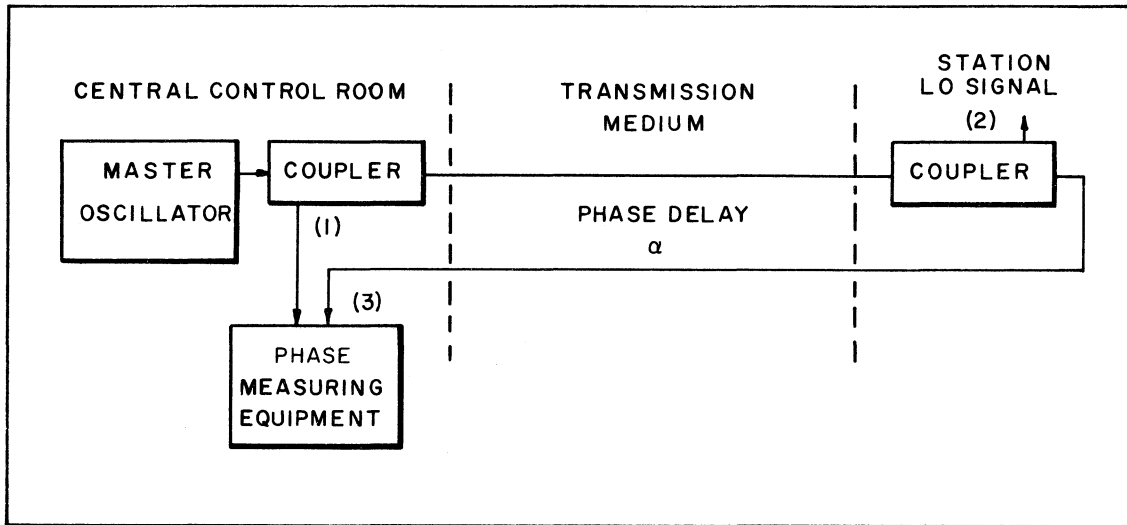 CENTRAL CONTROL ROOM
TRANSMISSION
MEDIUM
STATION
LO SIGNAL
(2)
MASTER
OSCILLATOR
COUPLER
COUPLER
(1)
PHASE DELAY
α
(3)
PHASE
MEASURING
EQUIPMENT